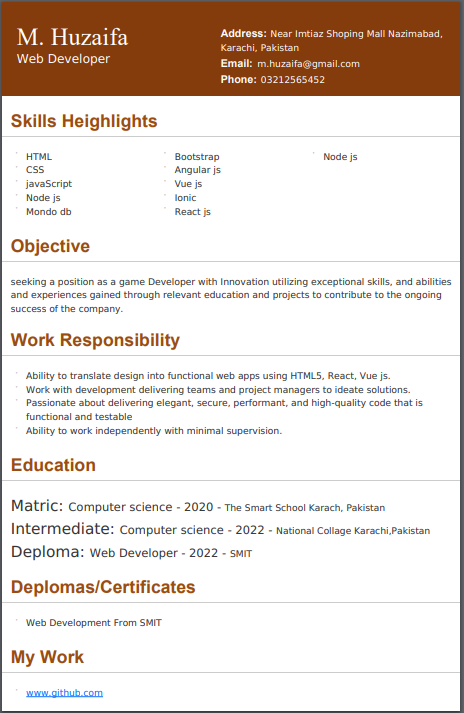 M. Huzaifa
Web Developer
Address: Near Imtiaz Shoping Mall Nazimabad,
Karachi, Pakistan
Email: m.huzaifa@gmail.com
Phone: 03212565452
Skills Heighlights
HTML
CSS
javaScript
Node js
Mondo db
Bootstrap
Angular js
Vue js
Ionic
React js
Node js
Objective
seeking a position as a game Developer with Innovation utilizing exceptional skills, and abilities
and experiences gained through relevant education and projects to contribute to the ongoing
success of the company.
Work Responsibility
Ability to translate design into functional web apps using HTML5, React, Vue js.
Work with development delivering teams and project managers to ideate solutions.
Passionate about delivering elegant, secure, performant, and high-quality code that is
functional and testable
Ability to work independently with minimal supervision.
Education
Matric: Computer science - 2020 - The Smart School Karach, Pakistan
Intermediate: Computer science - 2022 - National Collage Karachi,Pakistan
Deploma: Web Developer - 2022 - SMIT
Deplomas/Certificates
Web Development From SMIT
My Work
www.github.com